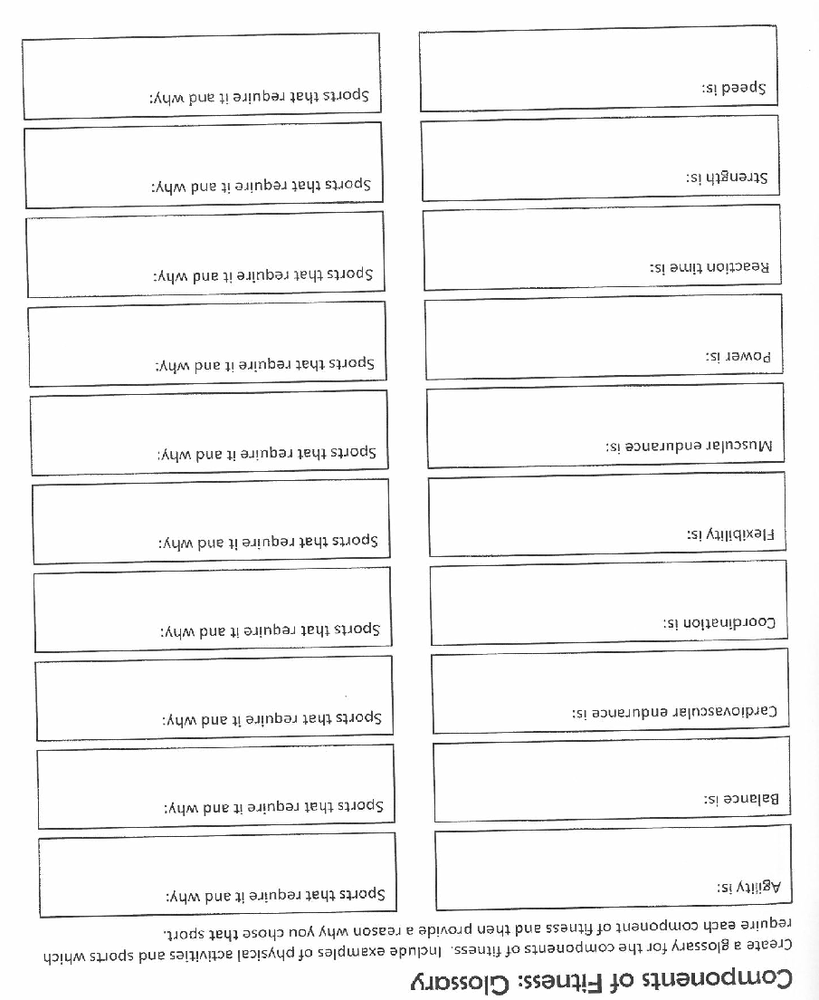 Components of Fitness: Glossary
Create a glossary for the components of fitness. Include examples of physical activities and sports which
require each component of fitness and then provide a reason why you chose that sport.
Agility is:
Sports that require it and why:
Balance is:
Sports that require it and why:
Cardiovascular endurance is:
Sports that require it and why:
Coordination is:
Sports that require it and why:
Flexibility is:
Sports that require it and why:
Muscular endurance is:
Sports that require it and why:
Power is:
Sports that require it and why:
Reaction time is:
Sports that require it and why:
Strength is:
Sports that require it and why:
Speed is:
Sports that require it and why: